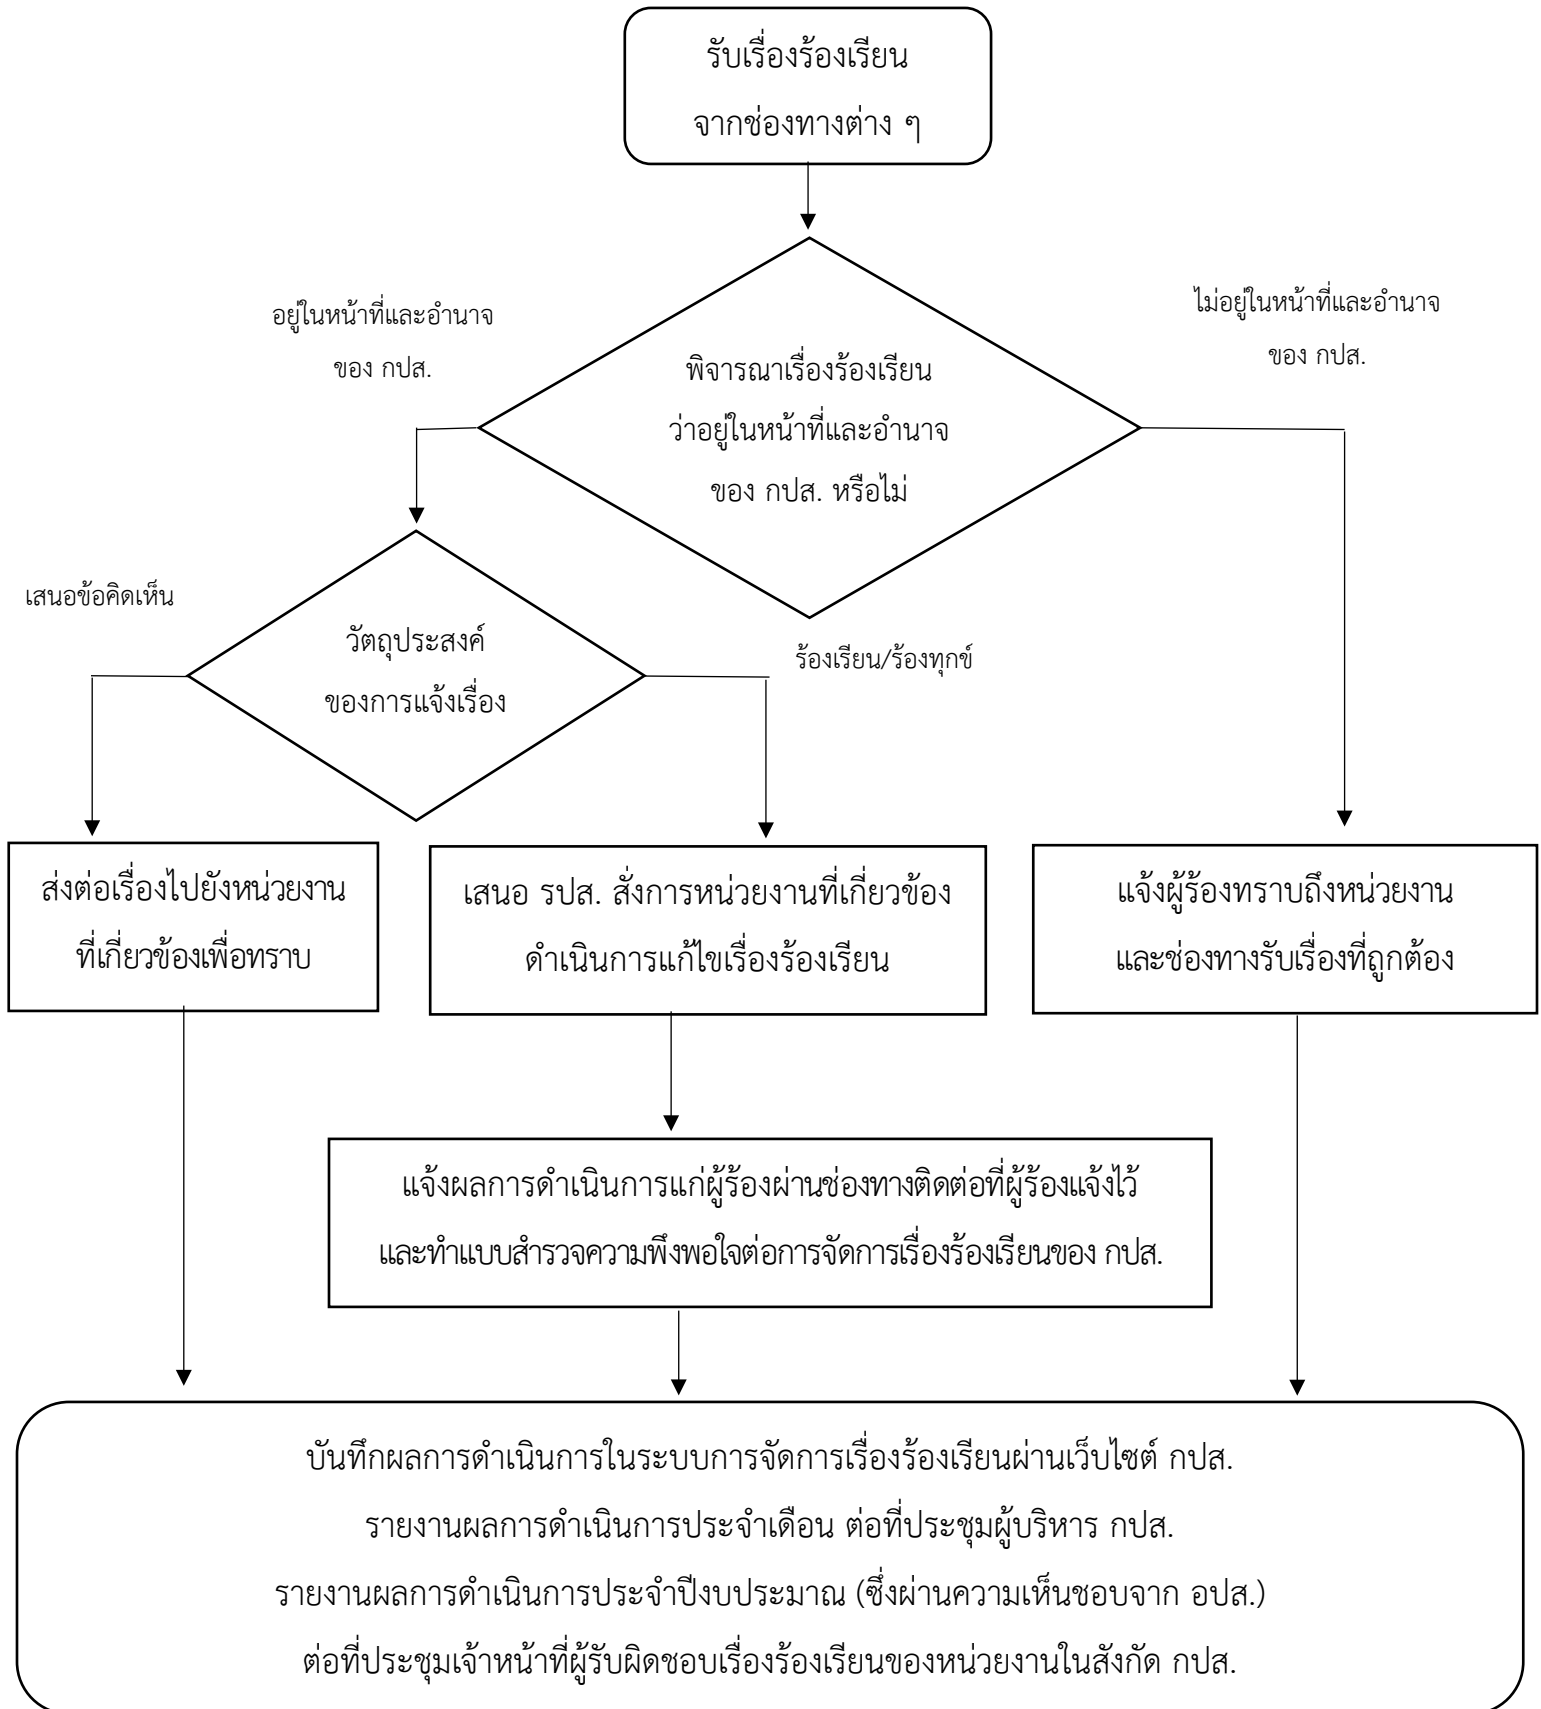 รับเรื่องร้องเรียน
จากช่องทางต่าง ๆ
อยู่ในหน้าที่และอำนาจ
ของ กปส.
ไม่อยู่ในหน้าที่และอำนาจ
ของ กปส.
พิจารณาเรื่องร้องเรียน
ว่าอยู่ในหน้าที่และอำนาจ
ของ กปส. หรือไม่
เสนอข้อคิดเห็น
วัตถุประสงค์
ของการแจ้งเรื่อง
ร้องเรียน/ร้องทุกข์
ส่งต่อเรื่องไปยังหน่วยงาน
ที่เกี่ยวข้องเพื่อทราบ
เสนอ รปส. สั่งการหน่วยงานที่เกี่ยวข้อง
ดำเนินการแก้ไขเรื่องร้องเรียน
แจ้งผู้ร้องทราบถึงหน่วยงาน
และช่องทางรับเรื่องที่ถูกต้อง
แจ้งผลการดำเนินการแก่ผู้ร้องผ่านช่องทางติดต่อที่ผู้ร้องแจ้งไว้
และทำแบบสำรวจความพึงพอใจต่อการจัดการเรื่องร้องเรียนของ กปส.
บันทึกผลการดำเนินการในระบบการจัดการเรื่องร้องเรียนผ่านเว็บไซต์ กปส.
รายงานผลการดำเนินการประจำเดือน ต่อที่ประชุมผู้บริหาร กปส.
รายงานผลการดำเนินการประจำปีงบประมาณ (ซึ่งผ่านความเห็นชอบจาก อปส.)
ต่อที่ประชุมเจ้าหน้าที่ผู้รับผิดชอบเรื่องร้องเรียนของหน่วยงานในสังกัด กปส.